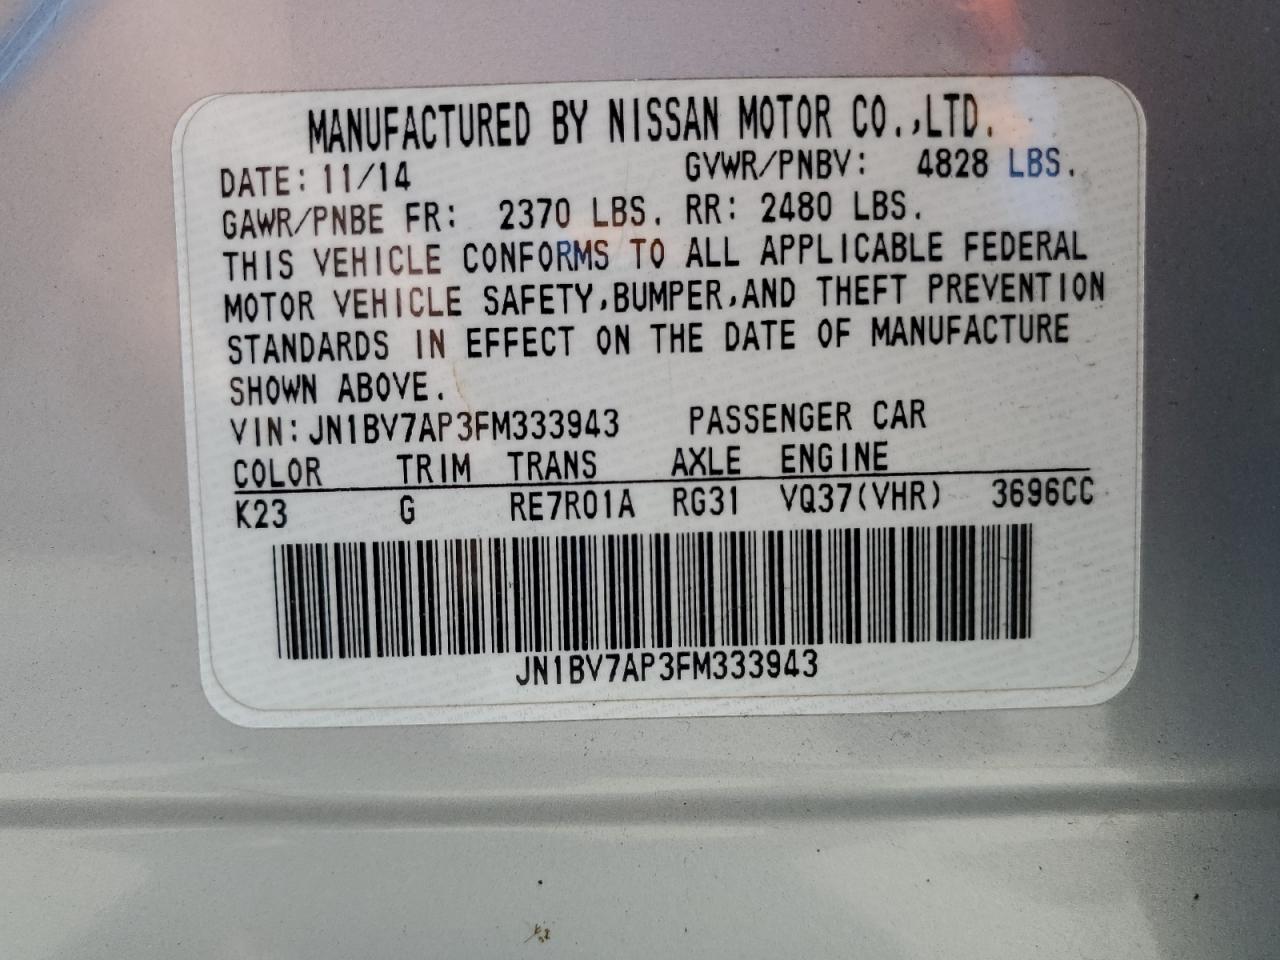 MANUFACTURED BY NISSAN MOTOR CO.,LTD.
DATE: 11/14 GVWR/PNBV: 4828 LBS.
GAWR/PNBE FR: 2370 LBS. RR: 2480 LBS.
THIS VEHICLE CONFORMS TO ALL APPLICABLE FEDERAL
MOTOR VEHICLE SAFETY,BUMPER,AND THEFT PREVENTION
STANDARDS IN EFFECT ON THE DATE OF MANUFACTURE
SHOWN ABOVE.
VIN: JN1BV7AP3FM333943 PASSENGER CAR
COLOR TRIM TRANS AXLE ENGINE
K23 G RE7R01A RG31 VQ37(VHR) 3696CC
JN1BV7AP3FM333943